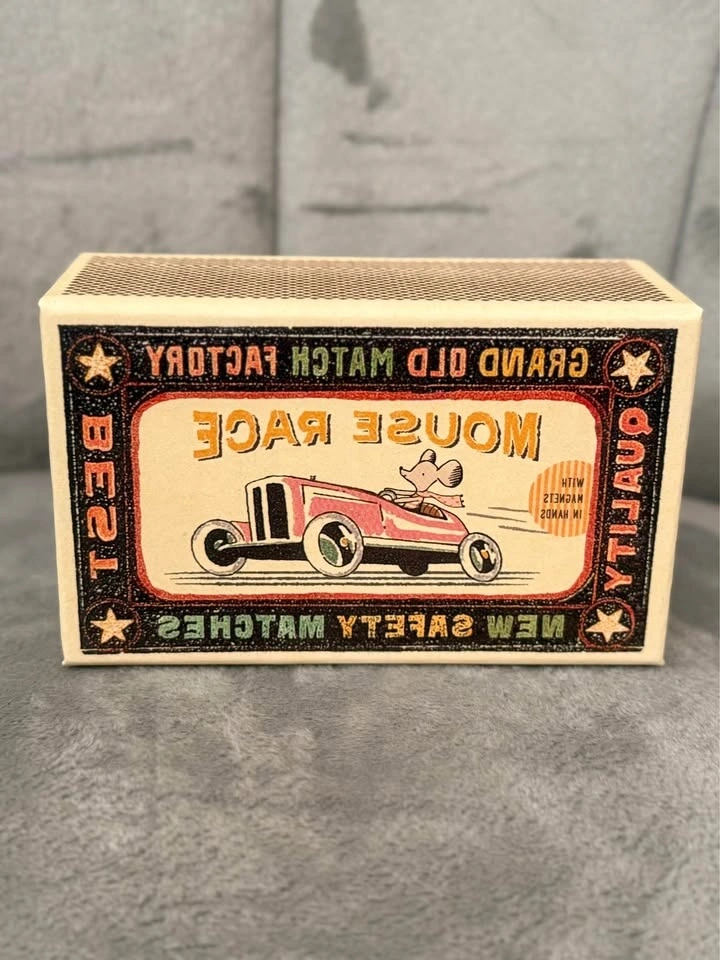 GRAND OLD MATCH FACTORY
MOUSE RACE
WITH
MAGNETS
IN HANDS
QUALITY
BEST
NEW SAFETY MATCHES